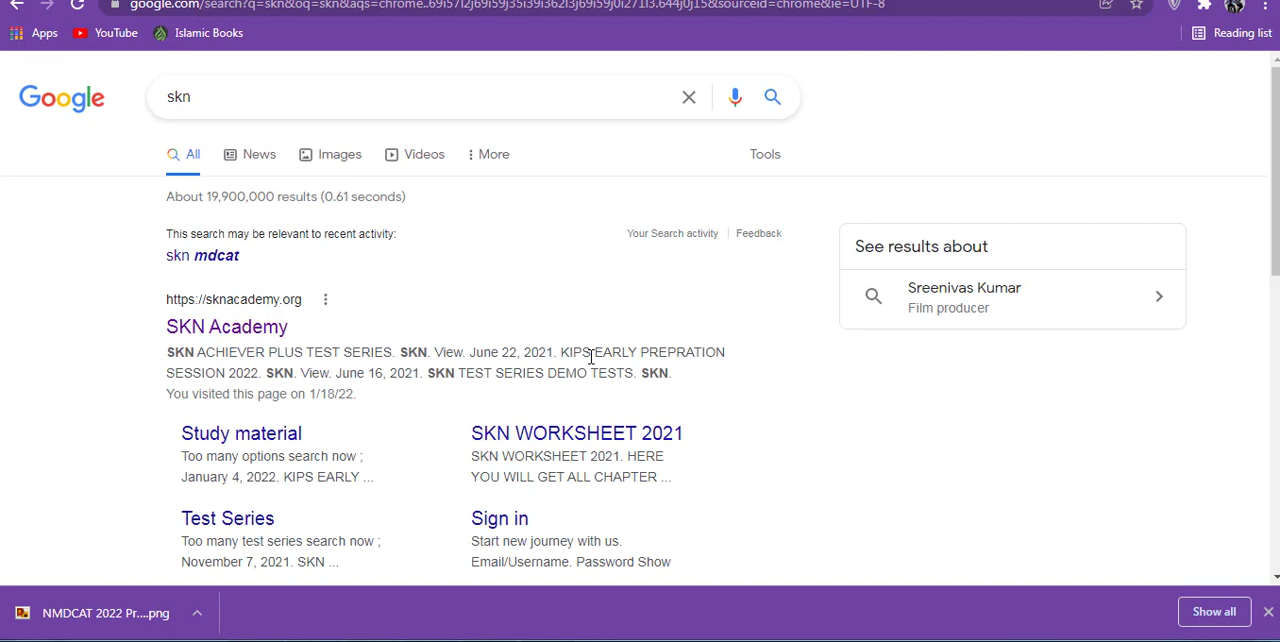 google.com/search?q=skn&oq=skn&aqs=chrome..69i57j2j69i59j35i39i362l3j69i59j0i271l3.644j0j15&sourceid=chrome&ie=UTF-8
Apps YouTube Islamic Books Reading list
Google skn
All News Images Videos More Tools
About 19,900,000 results (0.61 seconds)
This search may be relevant to recent activity: Your Search activity Feedback
skn mdcat
See results about
Sreenivas Kumar
Film producer
https://sknacademy.org
SKN Academy
SKN ACHIEVER PLUS TEST SERIES. SKN. View. June 22, 2021. KIPS EARLY PREPRATION
SESSION 2022. SKN. View. June 16, 2021. SKN TEST SERIES DEMO TESTS. SKN.
You visited this page on 1/18/22.
Study material
Too many options search now ;
January 4, 2022. KIPS EARLY ...
SKN WORKSHEET 2021
SKN WORKSHEET 2021. HERE
YOU WILL GET ALL CHAPTER ...
Test Series
Too many test series search now ;
November 7, 2021. SKN ...
Sign in
Start new journey with us.
Email/Username. Password Show
NMDCAT 2022 Pr....png Show all